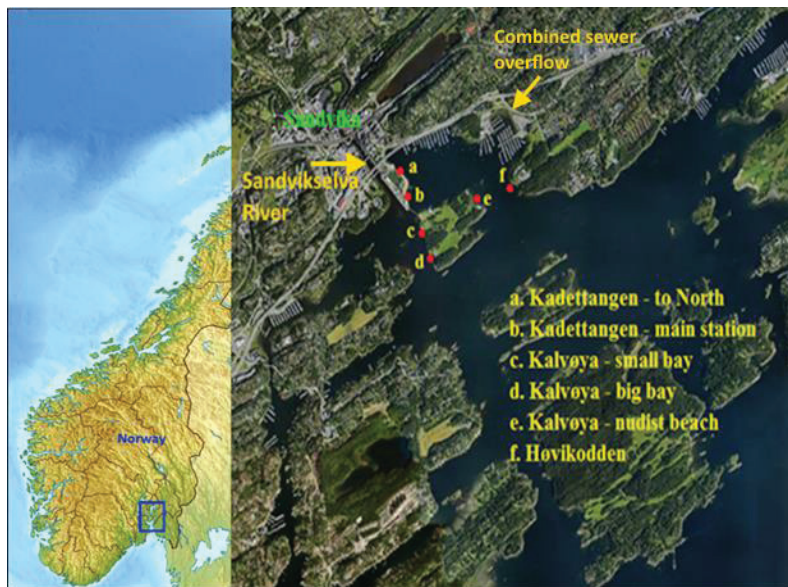 Norway
Combined sewer
overflow
Sandvika
Sandvikselva
River
a
b
c
d
e
f
a. Kadettangen - to North
b. Kadettangen - main station
c. Kalvøya - small bay
d. Kalvøya - big bay
e. Kalvøya - nudist beach
f. Høvikodden